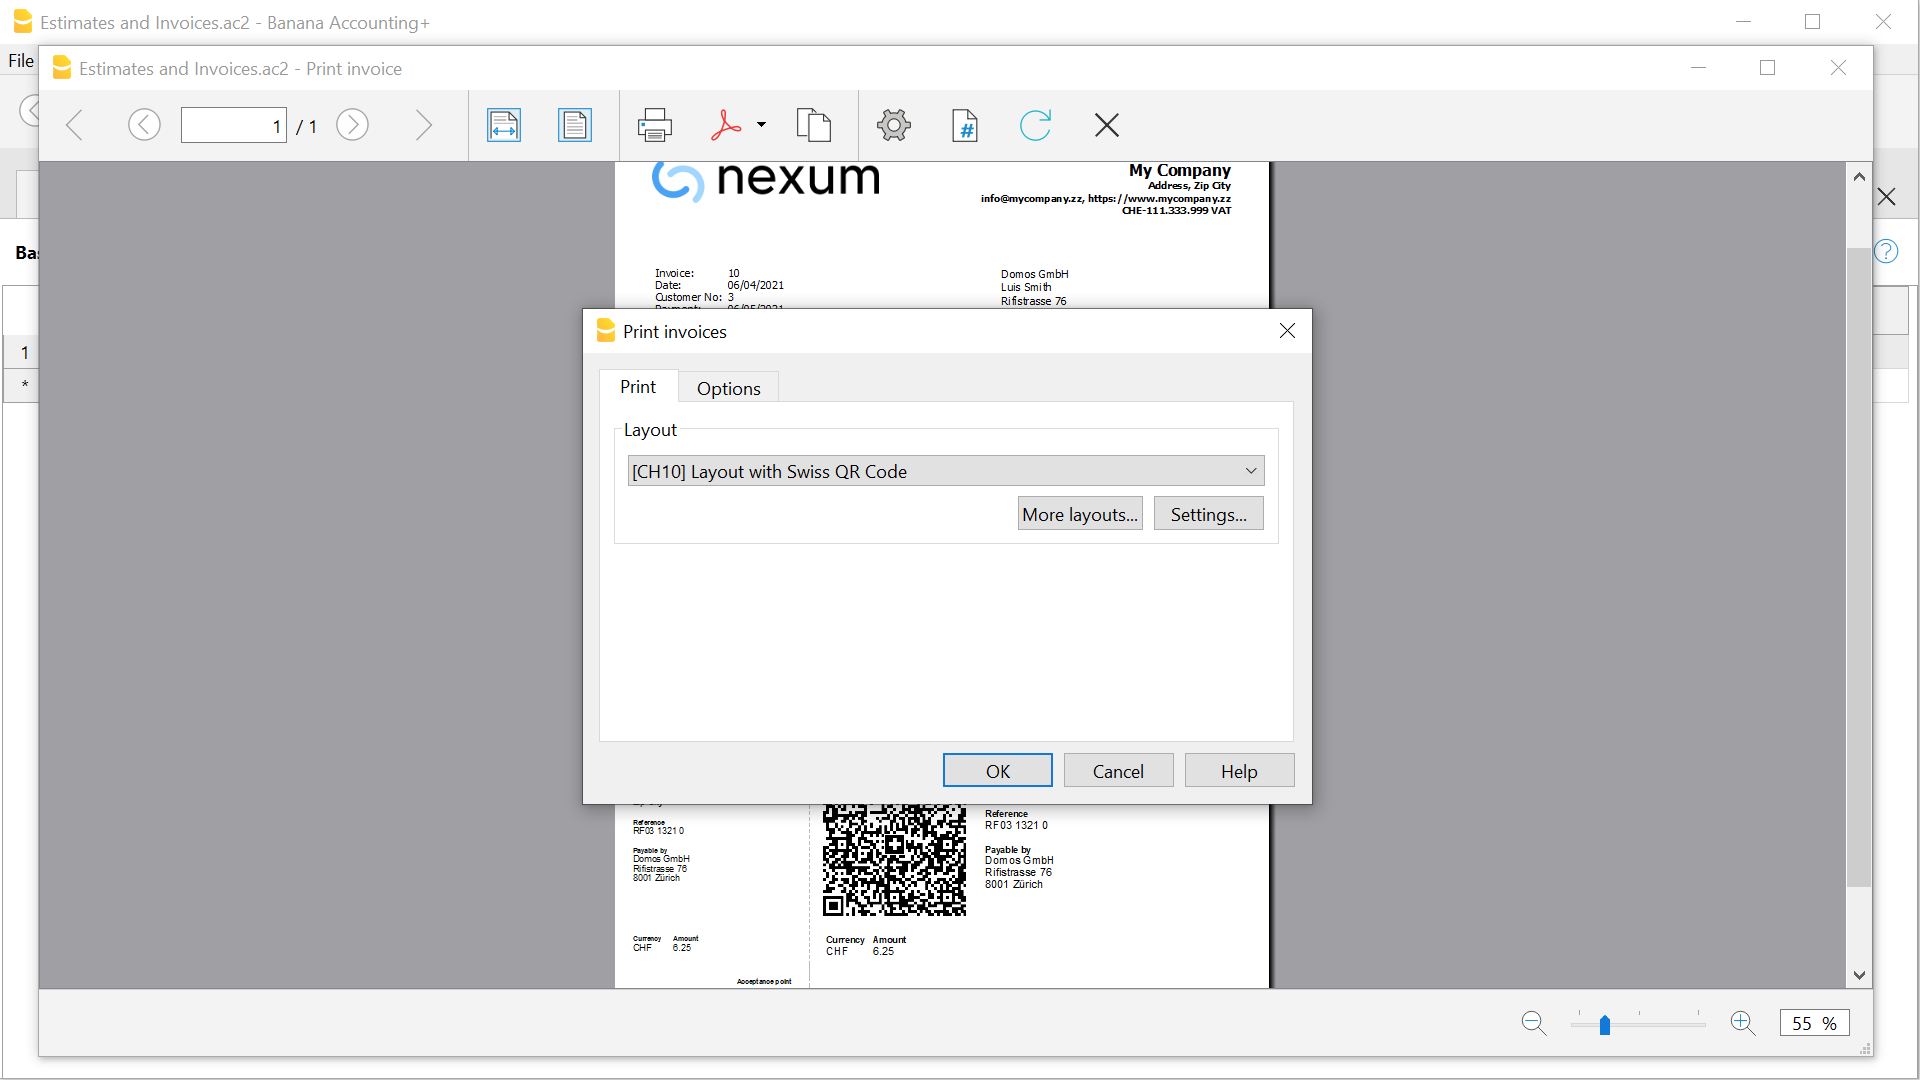 Estimates and Invoices.ac2 - Banana Accounting+
File
Estimates and Invoices.ac2 - Print invoice
1 / 1
nexum
My Company
Address, Zip City
info@mycompany.zz, https://www.mycompany.zz
CHE-111.333.999 VAT
1
*
Invoice: 10
Date: 06/04/2021
Customer No: 3
Domos GmbH
Luis Smith
Rifistrasse 76
Print invoices
Print
Options
Layout
[CH10] Layout with Swiss QR Code
More layouts...
Settings...
OK
Cancel
Help
Reference
RF03 1321 0
Payable by
Domos GmbH
Rifistrasse 76
8001 Zürich
Currency Amount
CHF 6.25
Acceptance point
Currency Amount
CHF 6.25
Reference
RF03 1321 0
Payable by
Domos GmbH
Rifistrasse 76
8001 Zürich
55 %